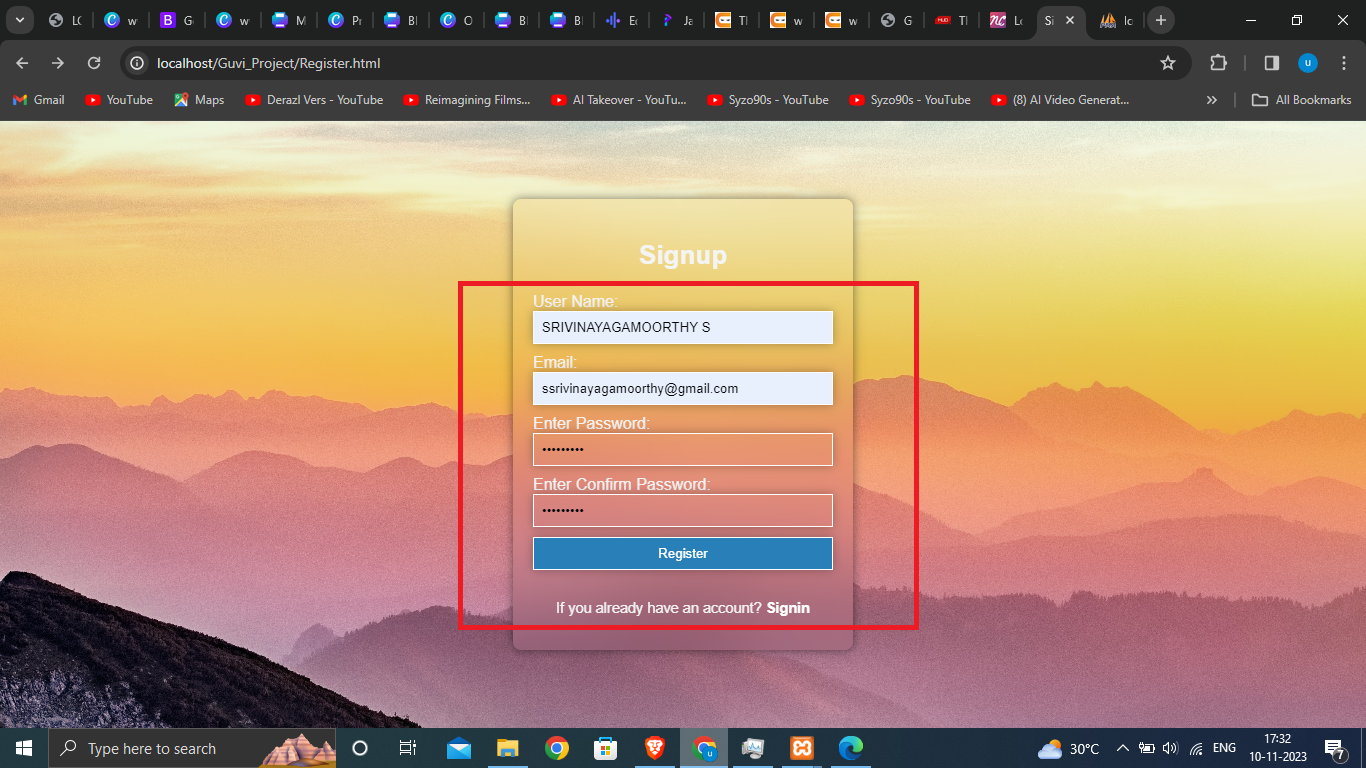 LO
w
G
w
M
Pr
Bl
O
Bl
Bl
Ec
Ja
Tl
w
w
G
Tl
Lo
Si
Ic
localhost/Guvi_Project/Register.html
u
Gmail
YouTube
Maps
Derazl Vers - YouTube
Reimagining Films...
AI Takeover - YouTu...
Syzo90s - YouTube
Syzo90s - YouTube
(8) AI Video Generat...
All Bookmarks
Signup
User Name:
SRIVINAYAGAMOORTHY S
Email:
ssrivinayagamoorthy@gmail.com
Enter Password:
•••••••••
Enter Confirm Password:
•••••••••
Register
If you already have an account? Signin
Type here to search
30°C
ENG
17:32
10-11-2023
7